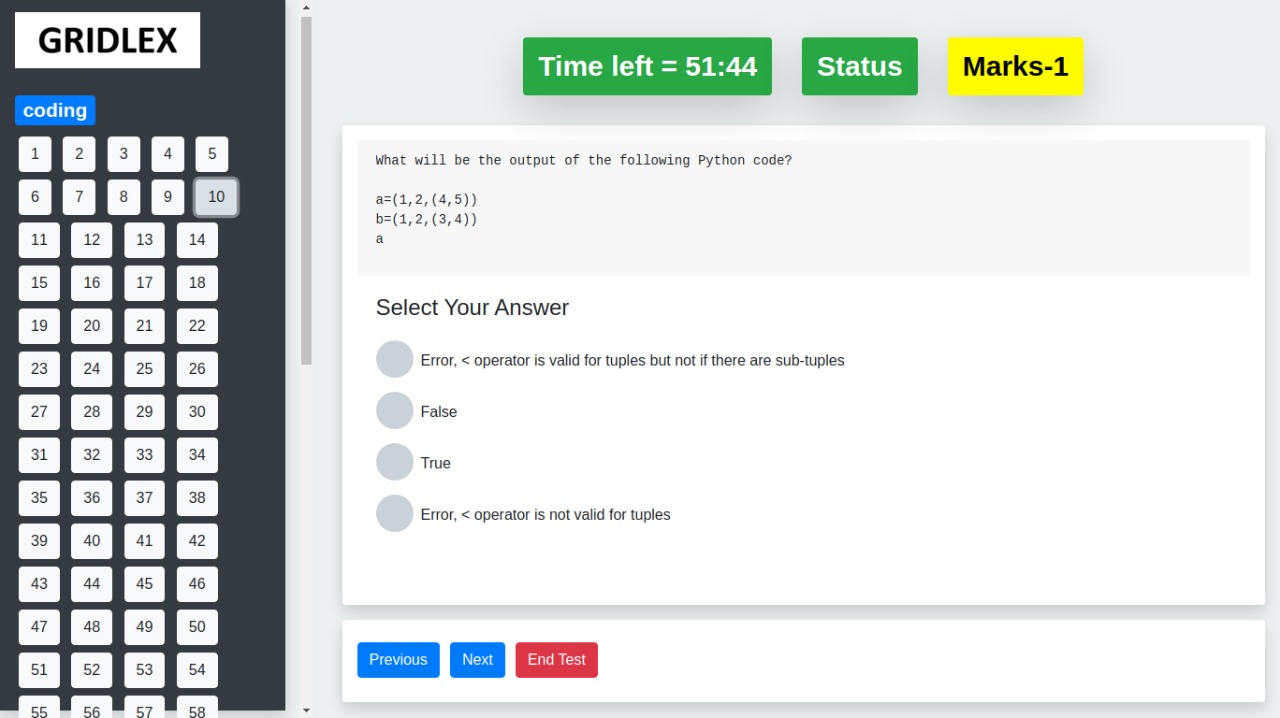 GRIDLEX
coding
1 2 3 4 5
6 7 8 9 10
11 12 13 14
15 16 17 18
19 20 21 22
23 24 25 26
27 28 29 30
31 32 33 34
35 36 37 38
39 40 41 42
43 44 45 46
47 48 49 50
51 52 53 54
55 56 57 58
Time left = 51:44 Status Marks-1
What will be the output of the following Python code?
a=(1,2,(4,5))
b=(1,2,(3,4))
a
Select Your Answer
Error, < operator is valid for tuples but not if there are sub-tuples
False
True
Error, < operator is not valid for tuples
Previous Next End Test